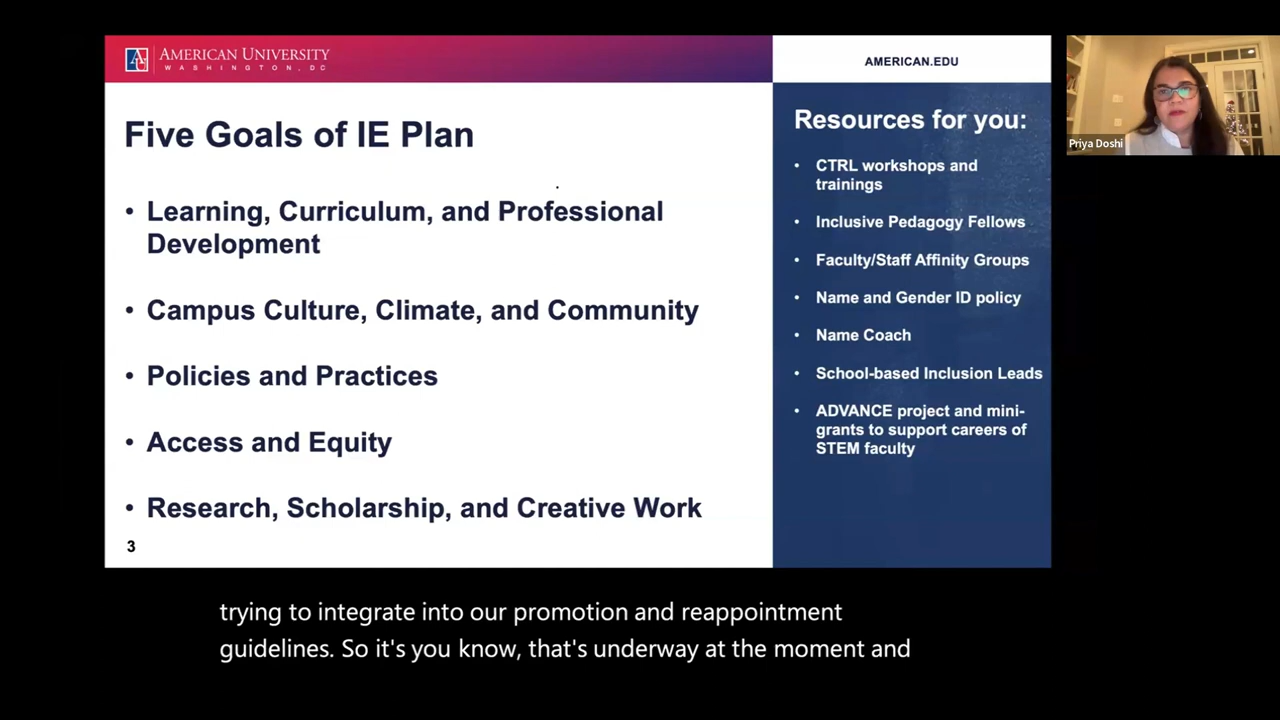 AMERICAN UNIVERSITY
WASHINGTON, DC
AMERICAN.EDU
Five Goals of IE Plan
• Learning, Curriculum, and Professional
Development
• Campus Culture, Climate, and Community
• Policies and Practices
• Access and Equity
• Research, Scholarship, and Creative Work
3
Resources for you:
• CTRL workshops and
trainings
• Inclusive Pedagogy Fellows
• Faculty/Staff Affinity Groups
• Name and Gender ID policy
• Name Coach
• School-based Inclusion Leads
• ADVANCE project and mini-
grants to support careers of
STEM faculty
Priya Doshi
trying to integrate into our promotion and reappointment
guidelines. So it's you know, that's underway at the moment and